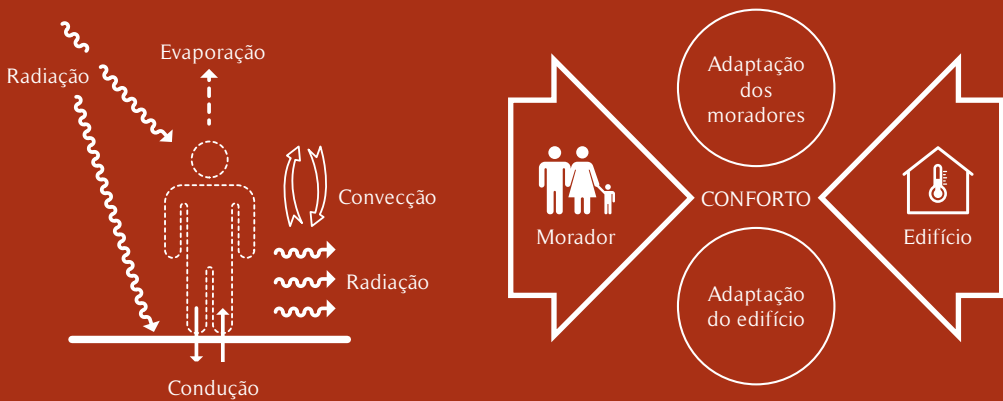 Evaporação
Radiação
Convecção
Radiação
Condução
Adaptação
dos
moradores
Morador
CONFORTO
Edifício
Adaptação
do edifício